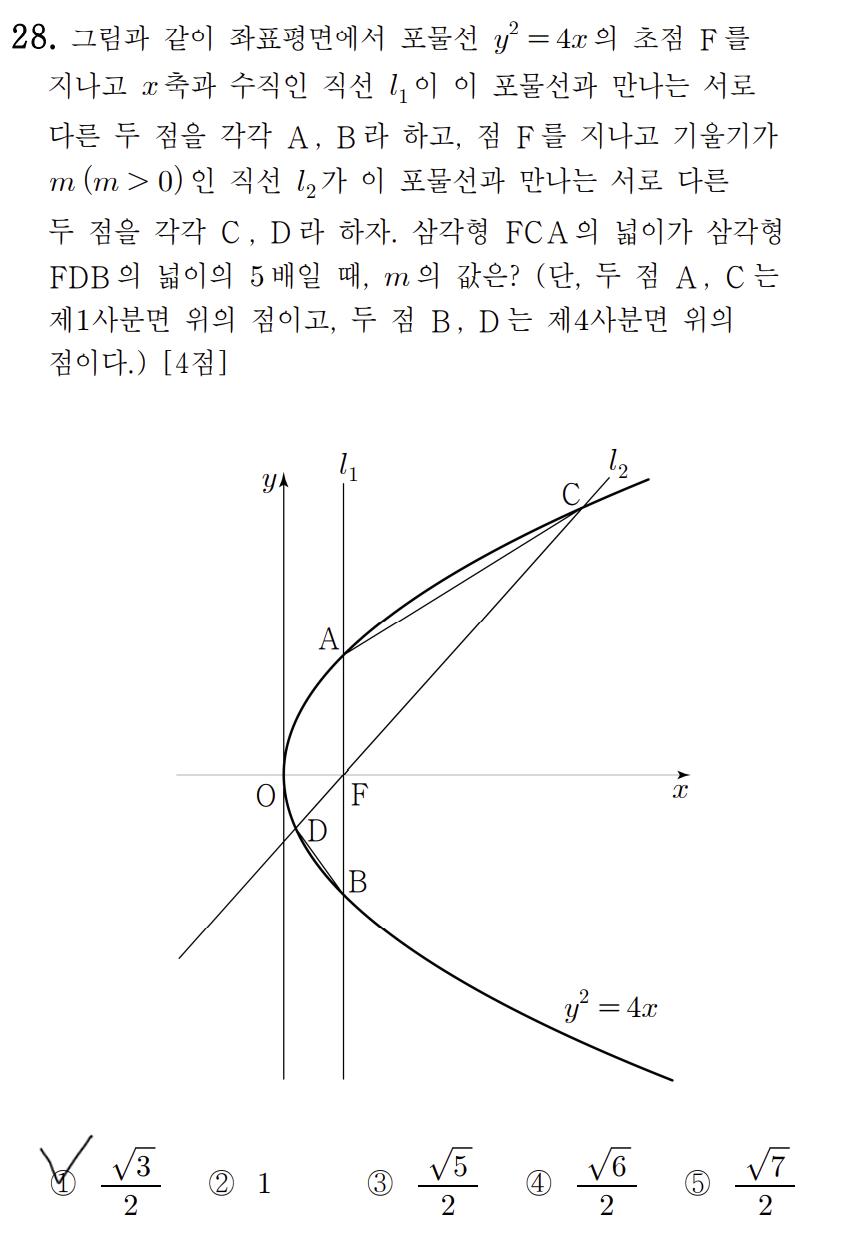 28. 그림과 같이 좌표평면에서 포물선 y² = 4x의 초점 F를
지나고 x축과 수직인 직선 l₁이 이 포물선과 만나는 서로
다른 두 점을 각각 A, B라 하고, 점 F를 지나고 기울기가
m (m > 0)인 직선 l₂가 이 포물선과 만나는 서로 다른
두 점을 각각 C, D라 하자. 삼각형 FCA의 넓이가 삼각형
FDB의 넓이의 5배일 때, m의 값은? (단, 두 점 A, C는
제1사분면 위의 점이고, 두 점 B, D는 제4사분면 위의
점이다.) [4점]
y
l₁
l₂
C
A
O
F
x
D
B
y² = 4x
① √3/2 ② 1 ③ √5/2 ④ √6/2 ⑤ √7/2